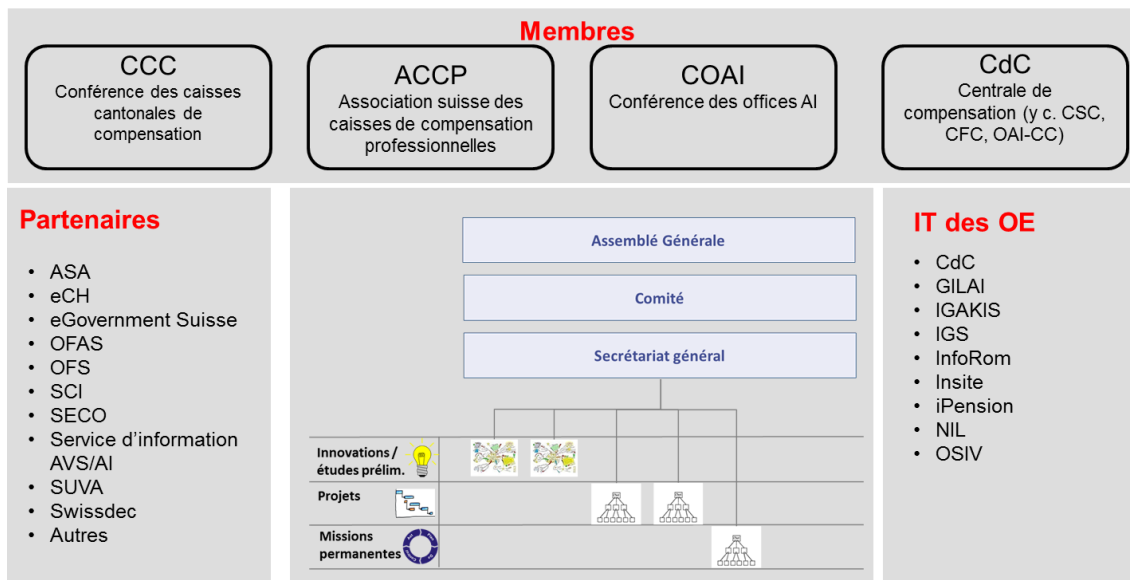 Membres
CCC
Conférence des caisses
cantonales de
compensation
ACCP
Association suisse des
caisses de compensation
professionnelles
COAI
Conférence des offices AI
CdC
Centrale de
compensation (y c. CSC,
CFC, OAI-CC)
Partenaires
• ASA
• eCH
• eGovernment Suisse
• OFAS
• OFS
• SCI
• SECO
• Service d'information
AVS/AI
• SUVA
• Swissdec
• Autres
Assemblé Générale
Comité
Secrétariat général
Innovations /
études prélim.
Projets
Missions
permanentes
IT des OE
• CdC
• GILAI
• IGAKIS
• IGS
• InfoRom
• Insite
• iPension
• NIL
• OSIV